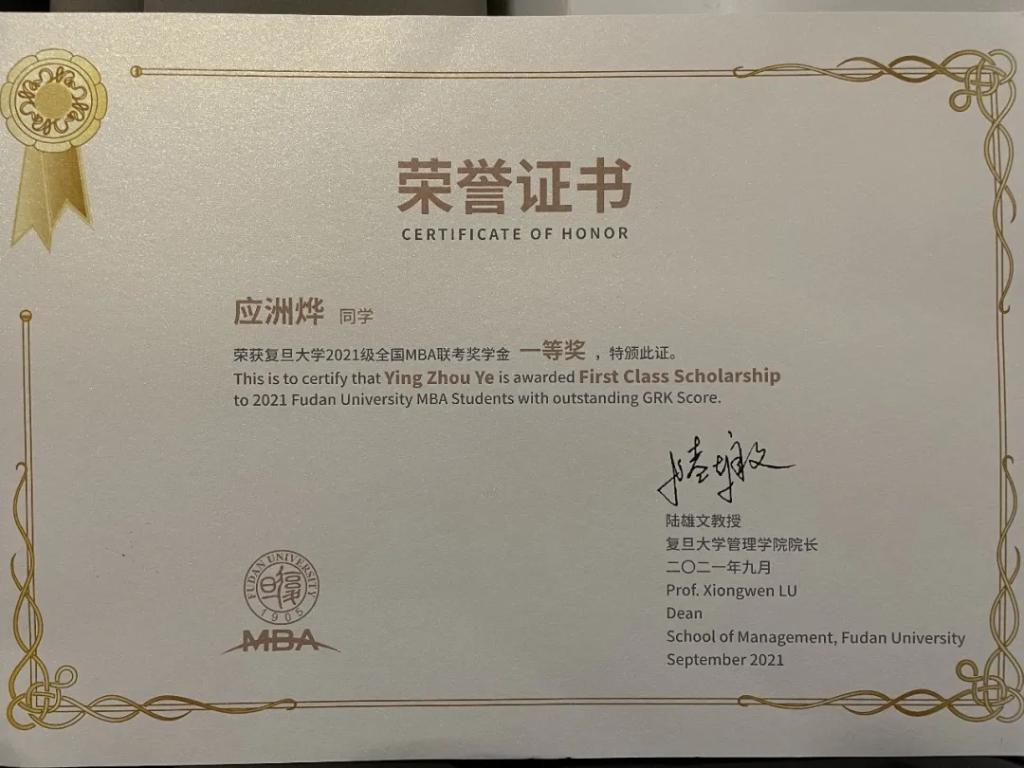 荣誉证书
CERTIFICATE OF HONOR
应洲烨 同学
荣获复旦大学2021级全国MBA联考奖学金 一等奖 ，特颁此证。
This is to certify that Ying Zhou Ye is awarded First Class Scholarship
to 2021 Fudan University MBA Students with outstanding GRK Score.
陆雄文
陆雄文教授
复旦大学管理学院院长
二〇二一年九月
Prof. Xiongwen LU
Dean
School of Management, Fudan University
September 2021
FUDAN UNIVERSITY
復旦
1905
MBA